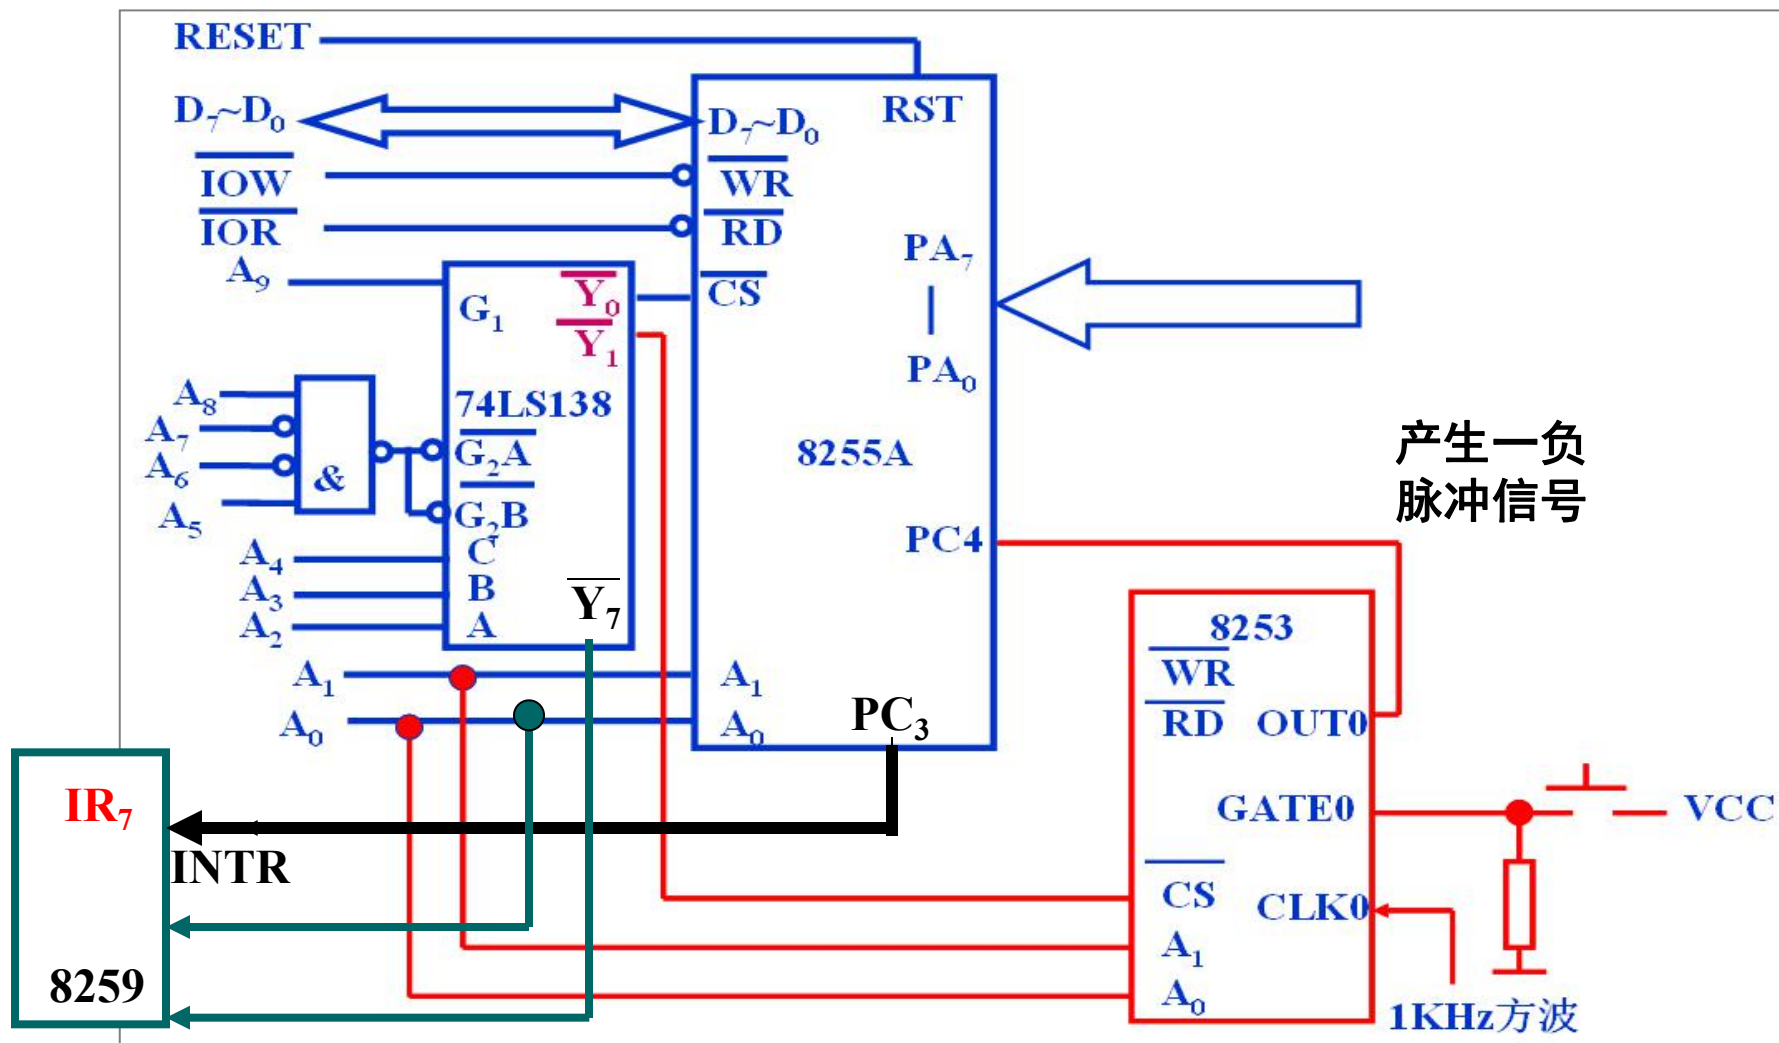 RESET
RST
D₇~D₀
D₇~D₀
IOW
WR
IOR
RD
A₉
G₁
Y₀
CS
Y₁
PA₇
PA₀
A₈
A₇
A₆
A₅
&
74LS138
G₂A
G₂B
8255A
产生一负
脉冲信号
A₄
C
A₃
B
A₂
A
Y₇
PC4
A₁
A₁
A₀
A₀
PC₃
8253
WR
RD
OUT0
GATE0
VCC
CS
CLK0
A₁
A₀
1KHz方波
IR₇
INTR
8259